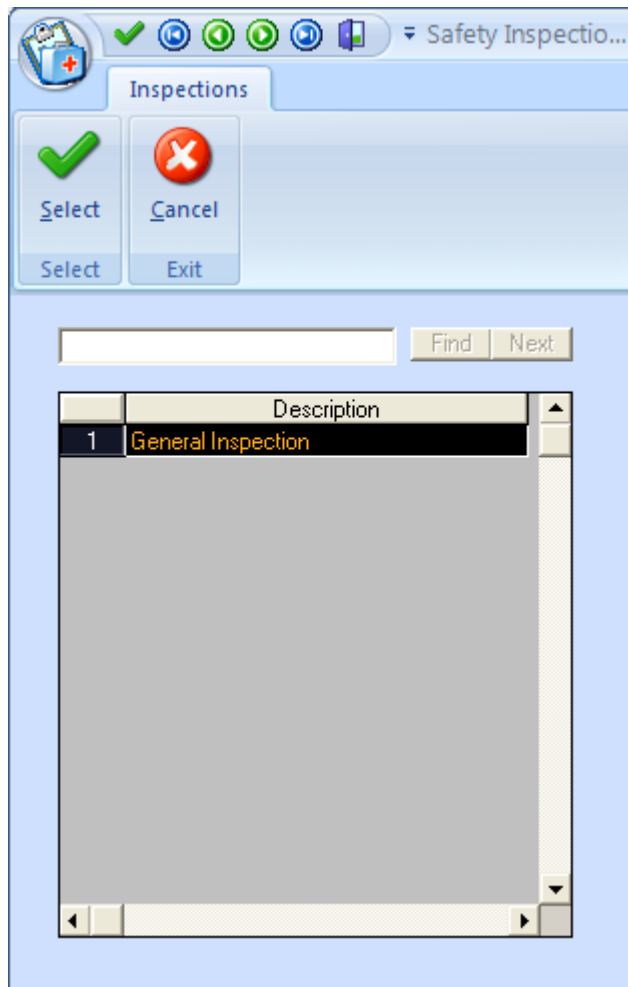 Safety Inspectio...
Inspections
Select
Cancel
Select
Exit
Find
Next
Description
1 General Inspection